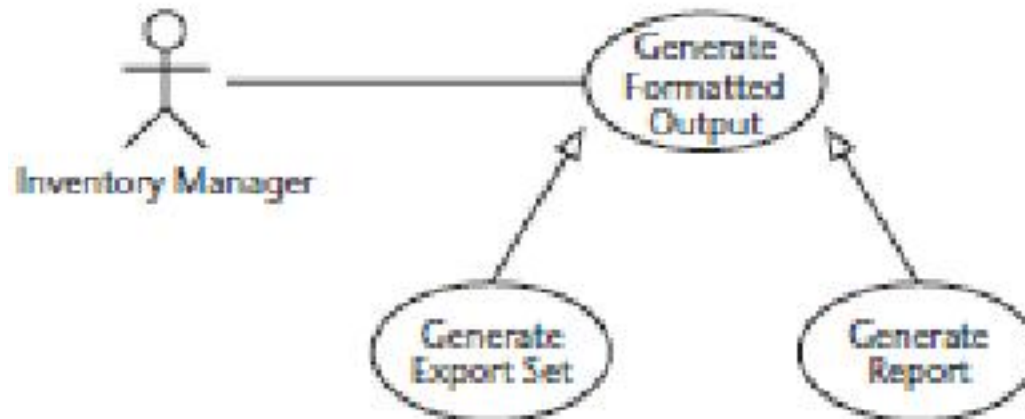 Generate
Formatted
Output
Inventory Manager
Generate
Export Set
Generate
Report